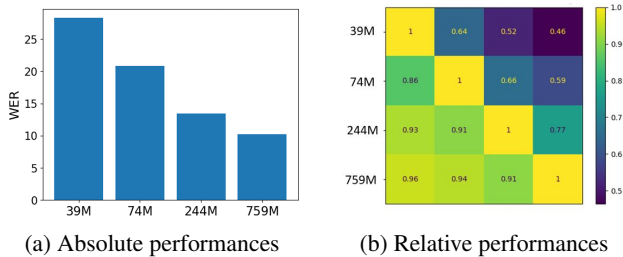 WER
25
20
15
10
5
0
39M 74M 244M 759M
(a) Absolute performances
39M 1 0.64 0.52 0.46
74M 0.86 1 0.66 0.59
244M 0.93 0.91 1 0.77
759M 0.96 0.94 0.91 1
1.0
0.9
0.8
0.7
0.6
0.5
(b) Relative performances